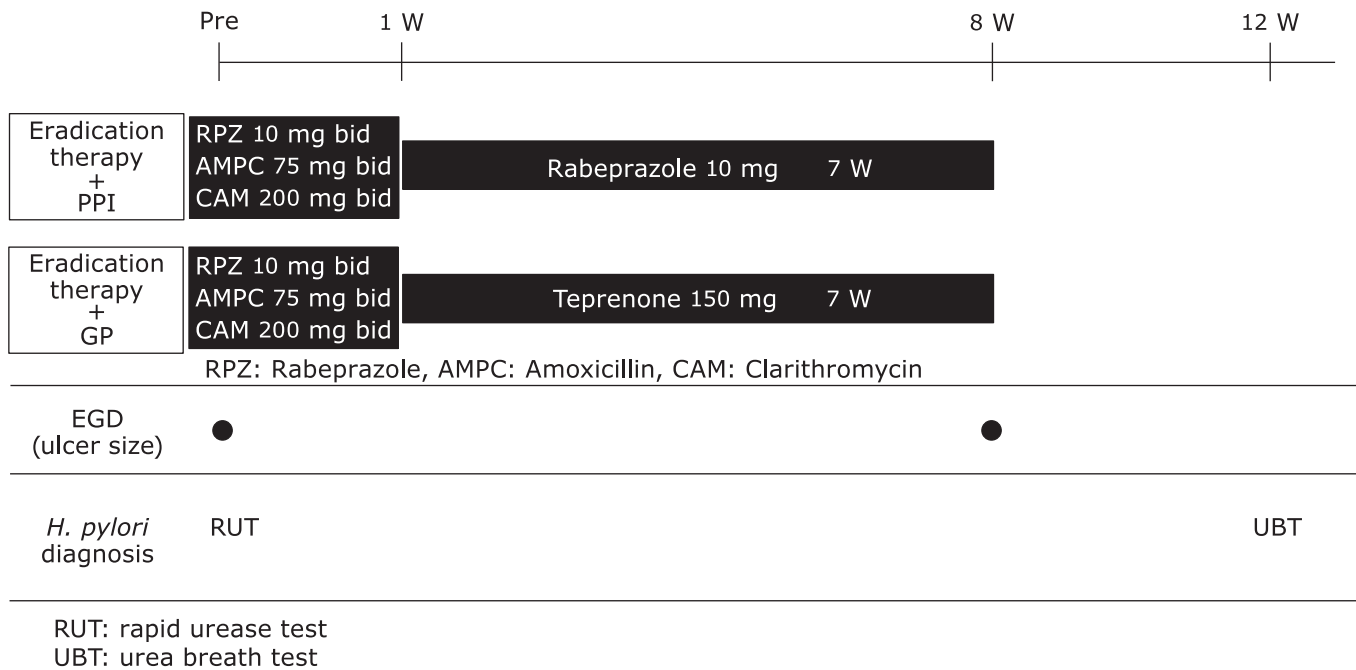 Pre 1 W 8 W 12 W
Eradication
therapy
+
PPI
RPZ 10 mg bid
AMPC 75 mg bid
CAM 200 mg bid
Rabeprazole 10 mg 7 W
Eradication
therapy
+
GP
RPZ 10 mg bid
AMPC 75 mg bid
CAM 200 mg bid
Teprenone 150 mg 7 W
RPZ: Rabeprazole, AMPC: Amoxicillin, CAM: Clarithromycin
EGD
(ulcer size)
H. pylori
diagnosis
RUT UBT
RUT: rapid urease test
UBT: urea breath test